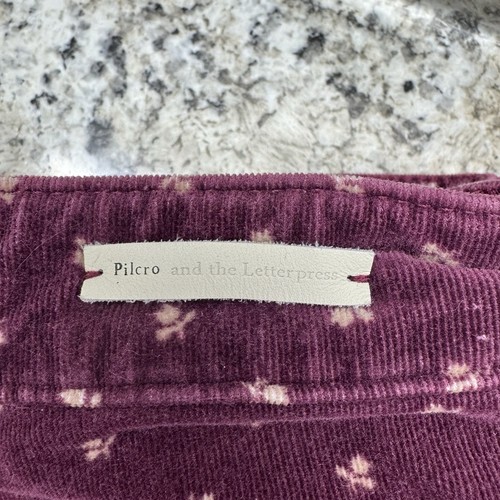 Pilcro and the Letterpress